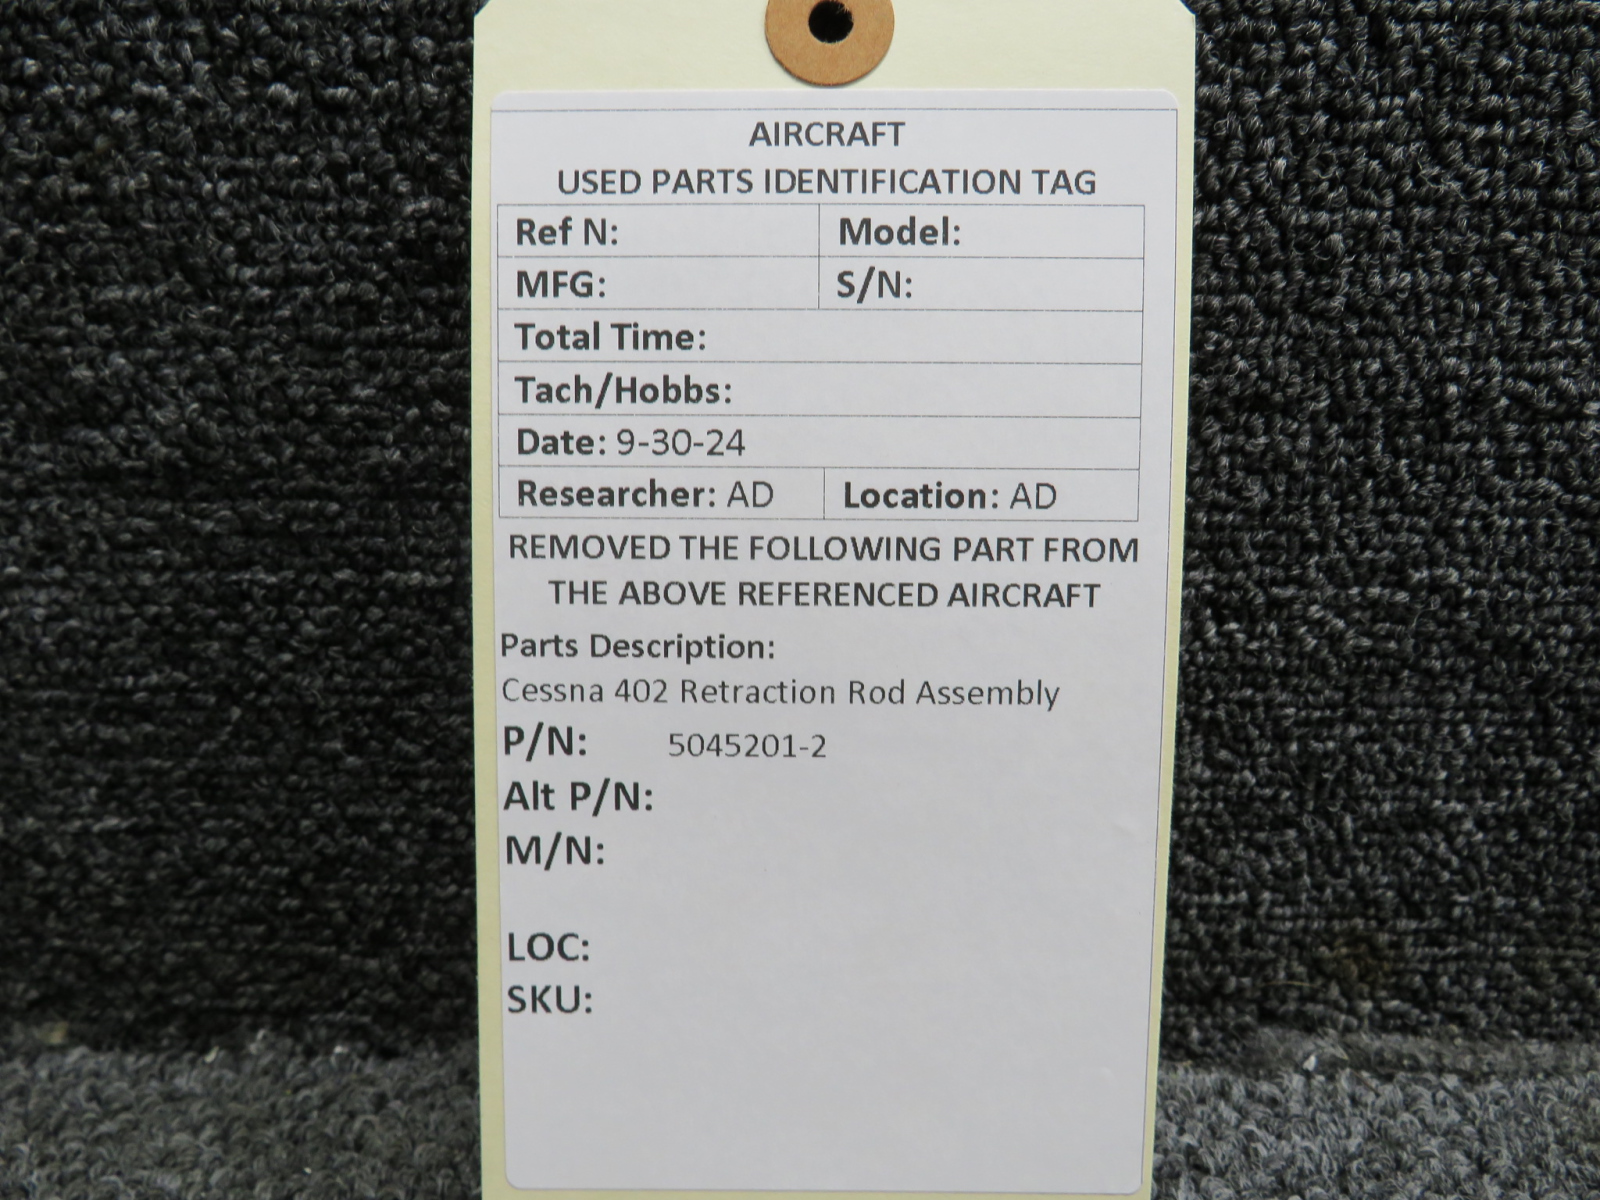 AIRCRAFT
USED PARTS IDENTIFICATION TAG
Ref N: Model:
MFG: S/N:
Total Time:
Tach/Hobbs:
Date: 9-30-24
Researcher: AD Location: AD
REMOVED THE FOLLOWING PART FROM
THE ABOVE REFERENCED AIRCRAFT
Parts Description:
Cessna 402 Retraction Rod Assembly
P/N: 5045201-2
Alt P/N:
M/N:
LOC:
SKU: